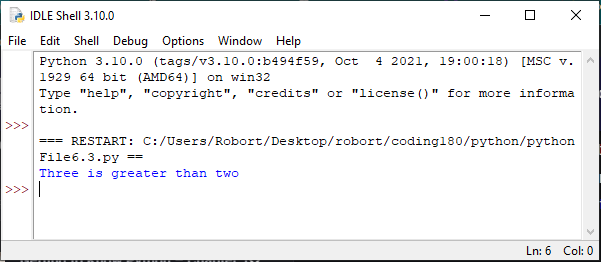 IDLE Shell 3.10.0
File Edit Shell Debug Options Window Help
Python 3.10.0 (tags/v3.10.0:b494f59, Oct  4 2021, 19:00:18) [MSC v.
1929 64 bit (AMD64)] on win32
Type "help", "copyright", "credits" or "license()" for more informa
tion.
>>>
=== RESTART: C:/Users/Robort/Desktop/robort/coding180/python/python
File6.3.py ==
Three is greater than two
>>>
Ln: 6 Col: 0